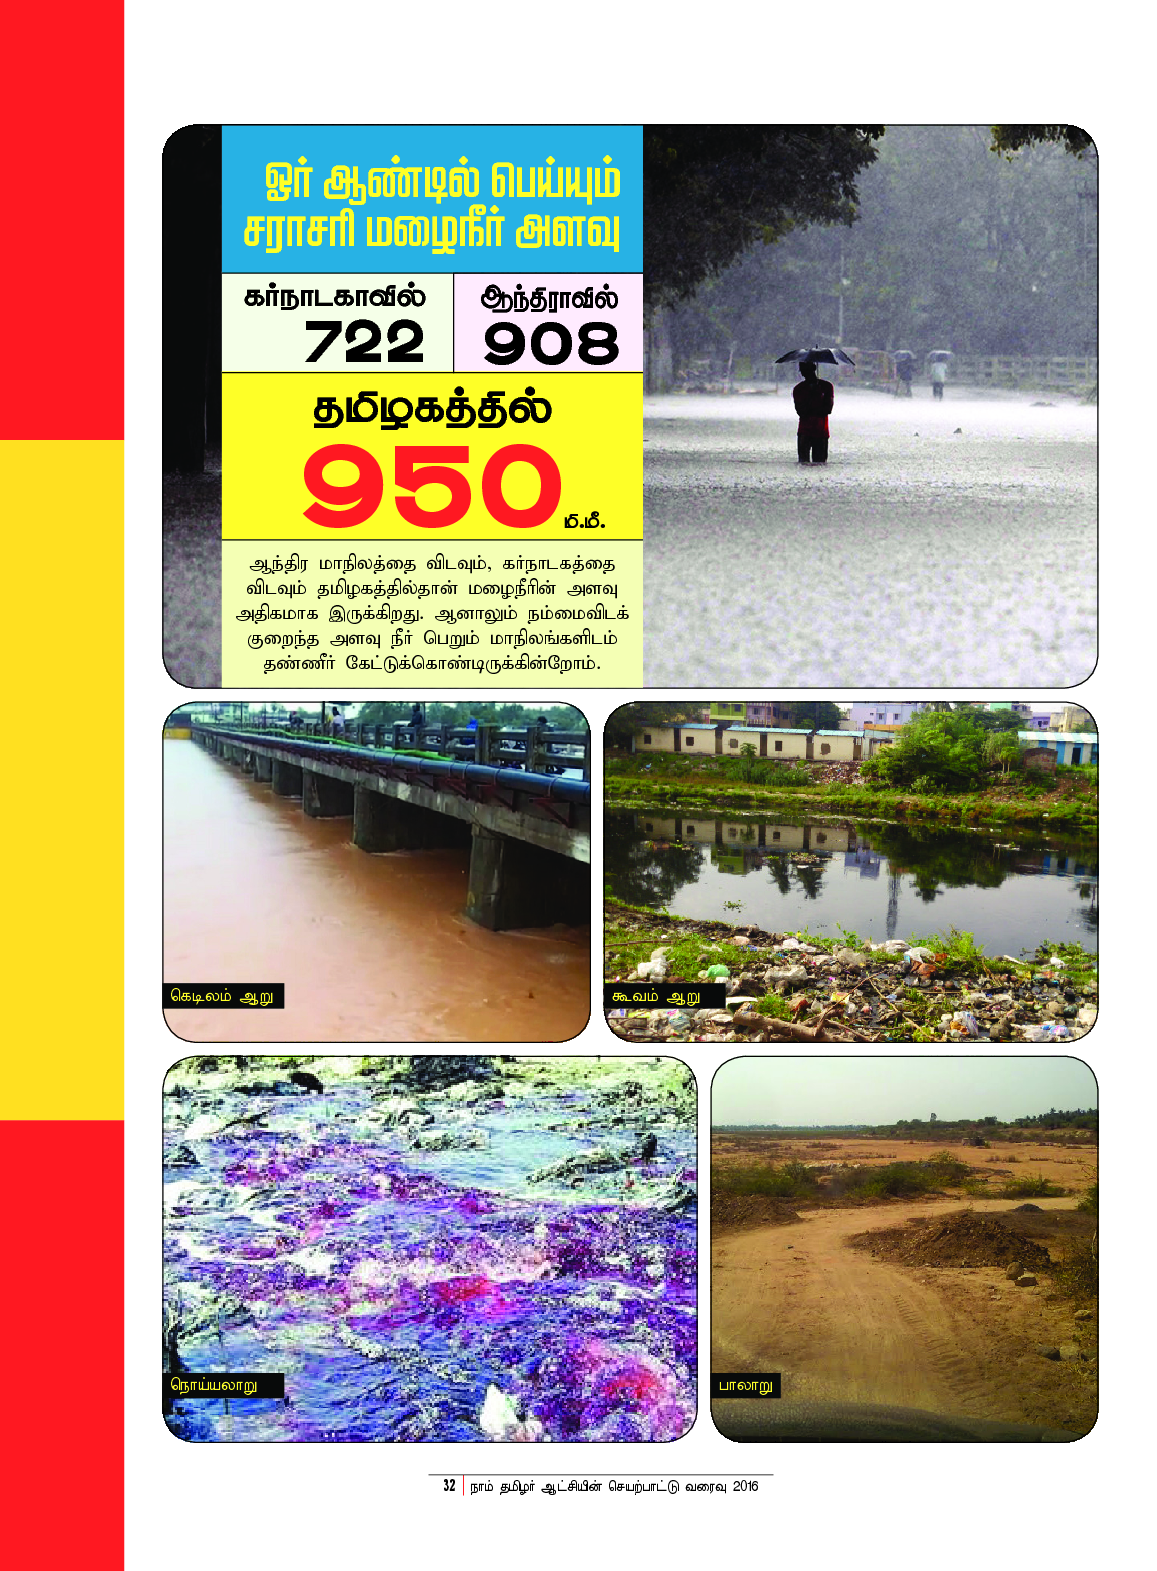 ஓர் ஆண்டில் பெய்யும்
சராசரி மழைநீர் அளவு
கர்நாடகாவில்
722
ஆந்திராவில்
908
தமிழகத்தில்
950
மி.மீ.
ஆந்திர மாநிலத்தை விடவும், கர்நாடகத்தை
விடவும் தமிழகத்தில்தான் மழைநீரின் அளவு
அதிகமாக இருக்கிறது. ஆனாலும் நம்மைவிடக்
குறைந்த அளவு நீர் பெறும் மாநிலங்களிடம்
தண்ணீர் கேட்டுக்கொண்டிருக்கின்றோம்.
கெடிலம் ஆறு
கூவம் ஆறு
நொய்யலாறு
பாலாறு
32 நாம் தமிழர் ஆட்சியின் செயற்பாட்டு வரைவு 2016